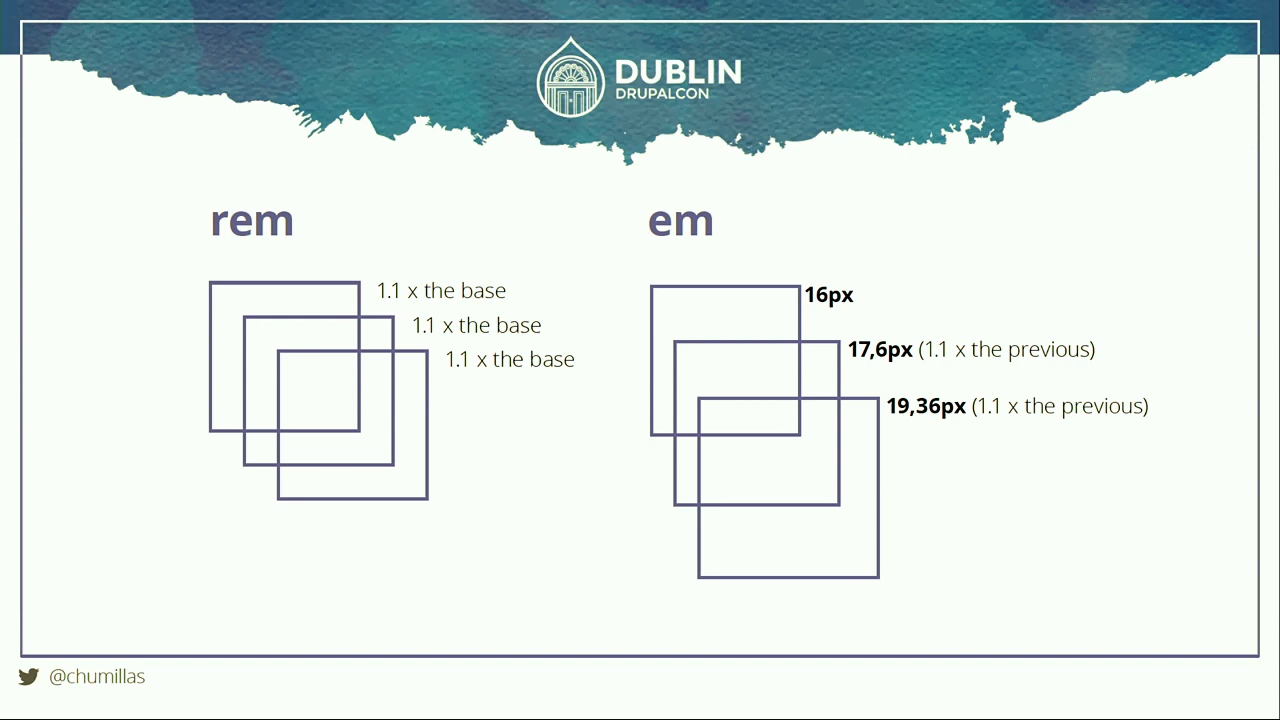 DUBLIN
DRUPALCON
rem
1.1 x the base
1.1 x the base
1.1 x the base
em
16px
17,6px (1.1 x the previous)
19,36px (1.1 x the previous)
@chumillas